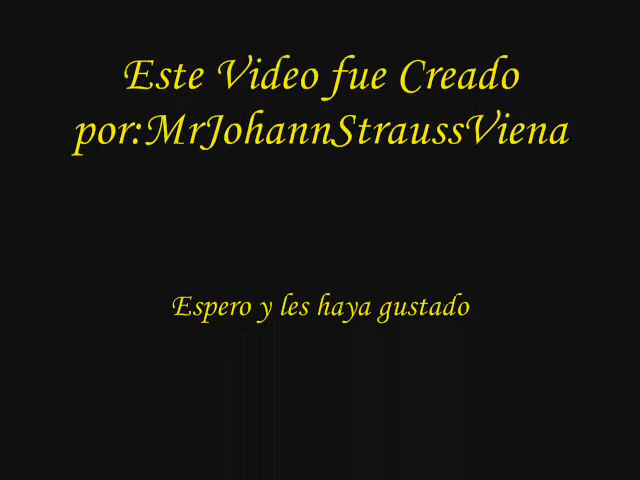 Este Video fue Creado
por:MrJohannStraussViena
Espero y les haya gustado